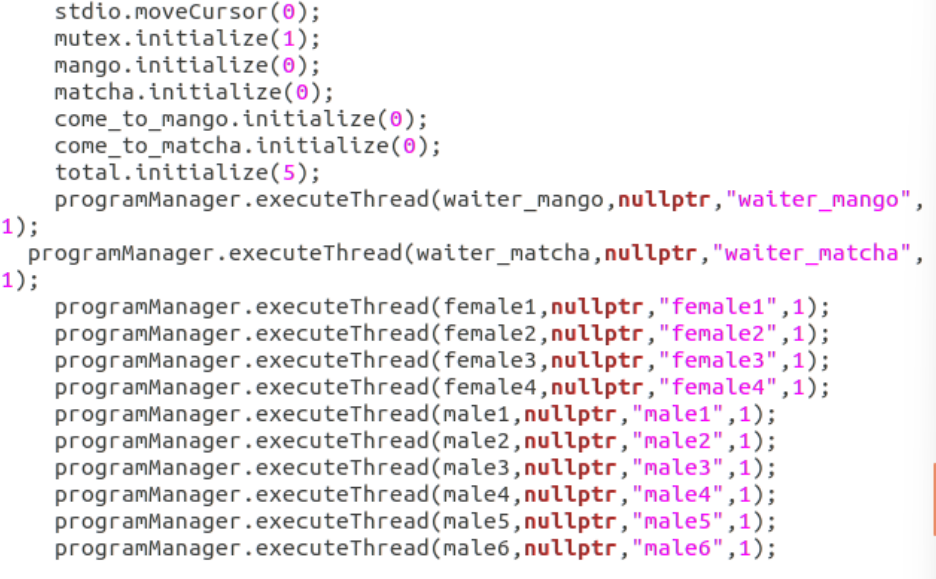 stdio.moveCursor(0);
mutex.initialize(1);
mango.initialize(0);
matcha.initialize(0);
come_to_mango.initialize(0);
come_to_matcha.initialize(0);
total.initialize(5);
programManager.executeThread(waiter_mango,nullptr,"waiter_mango",
1);
programManager.executeThread(waiter_matcha,nullptr,"waiter_matcha",
1);
programManager.executeThread(female1,nullptr,"female1",1);
programManager.executeThread(female2,nullptr,"female2",1);
programManager.executeThread(female3,nullptr,"female3",1);
programManager.executeThread(female4,nullptr,"female4",1);
programManager.executeThread(male1,nullptr,"male1",1);
programManager.executeThread(male2,nullptr,"male2",1);
programManager.executeThread(male3,nullptr,"male3",1);
programManager.executeThread(male4,nullptr,"male4",1);
programManager.executeThread(male5,nullptr,"male5",1);
programManager.executeThread(male6,nullptr,"male6",1);